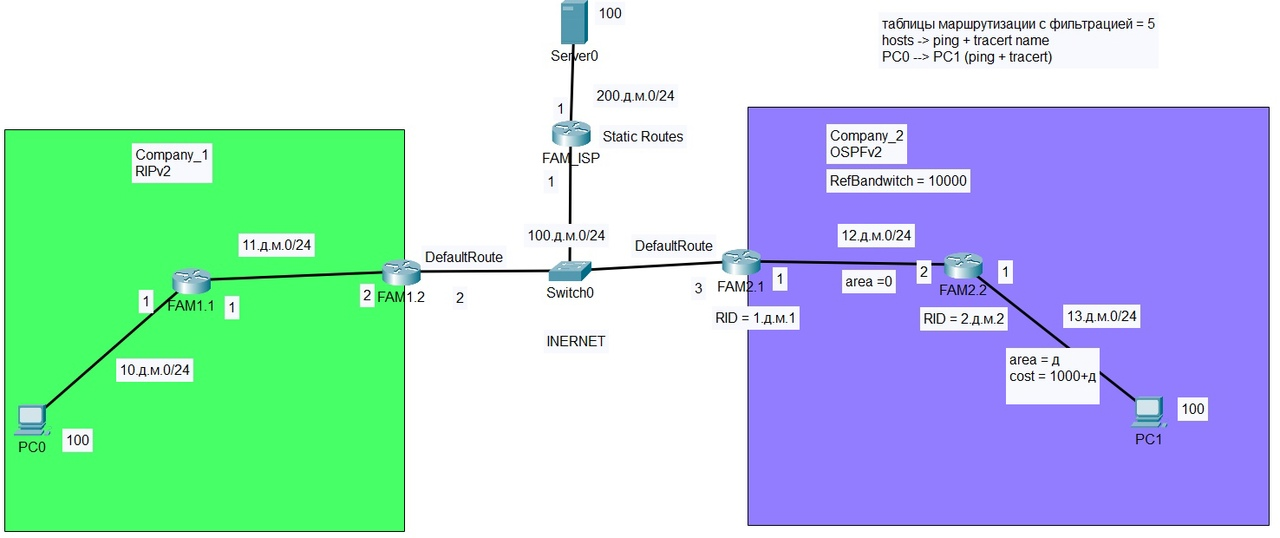 100
Server0
таблицы маршрутизации с фильтрацией = 5
hosts -> ping + tracert name
PC0 --> PC1 (ping + tracert)
200.д.м.0/24
1
Static Routes
FAM_ISP
1
Company_1
RIPv2
Company_2
OSPFv2
RefBandwitch = 10000
11.д.м.0/24
DefaultRoute
100.д.м.0/24
DefaultRoute
12.д.м.0/24
1
FAM1.1
1
2
FAM1.2
2
Switch0
3
FAM2.1
1
area =0
2
FAM2.2
1
RID = 1.д.м.1
RID = 2.д.м.2
13.д.м.0/24
INERNET
10.д.м.0/24
area = д
cost = 1000+д
PC0
100
PC1
100